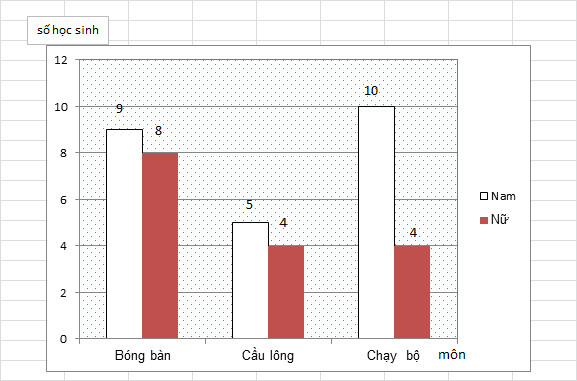 số học sinh
12
10
8
6
4
2
0
9
8
5
4
10
4
Bóng bàn
Cầu lông
Chạy bộ
môn
Nam
Nữ